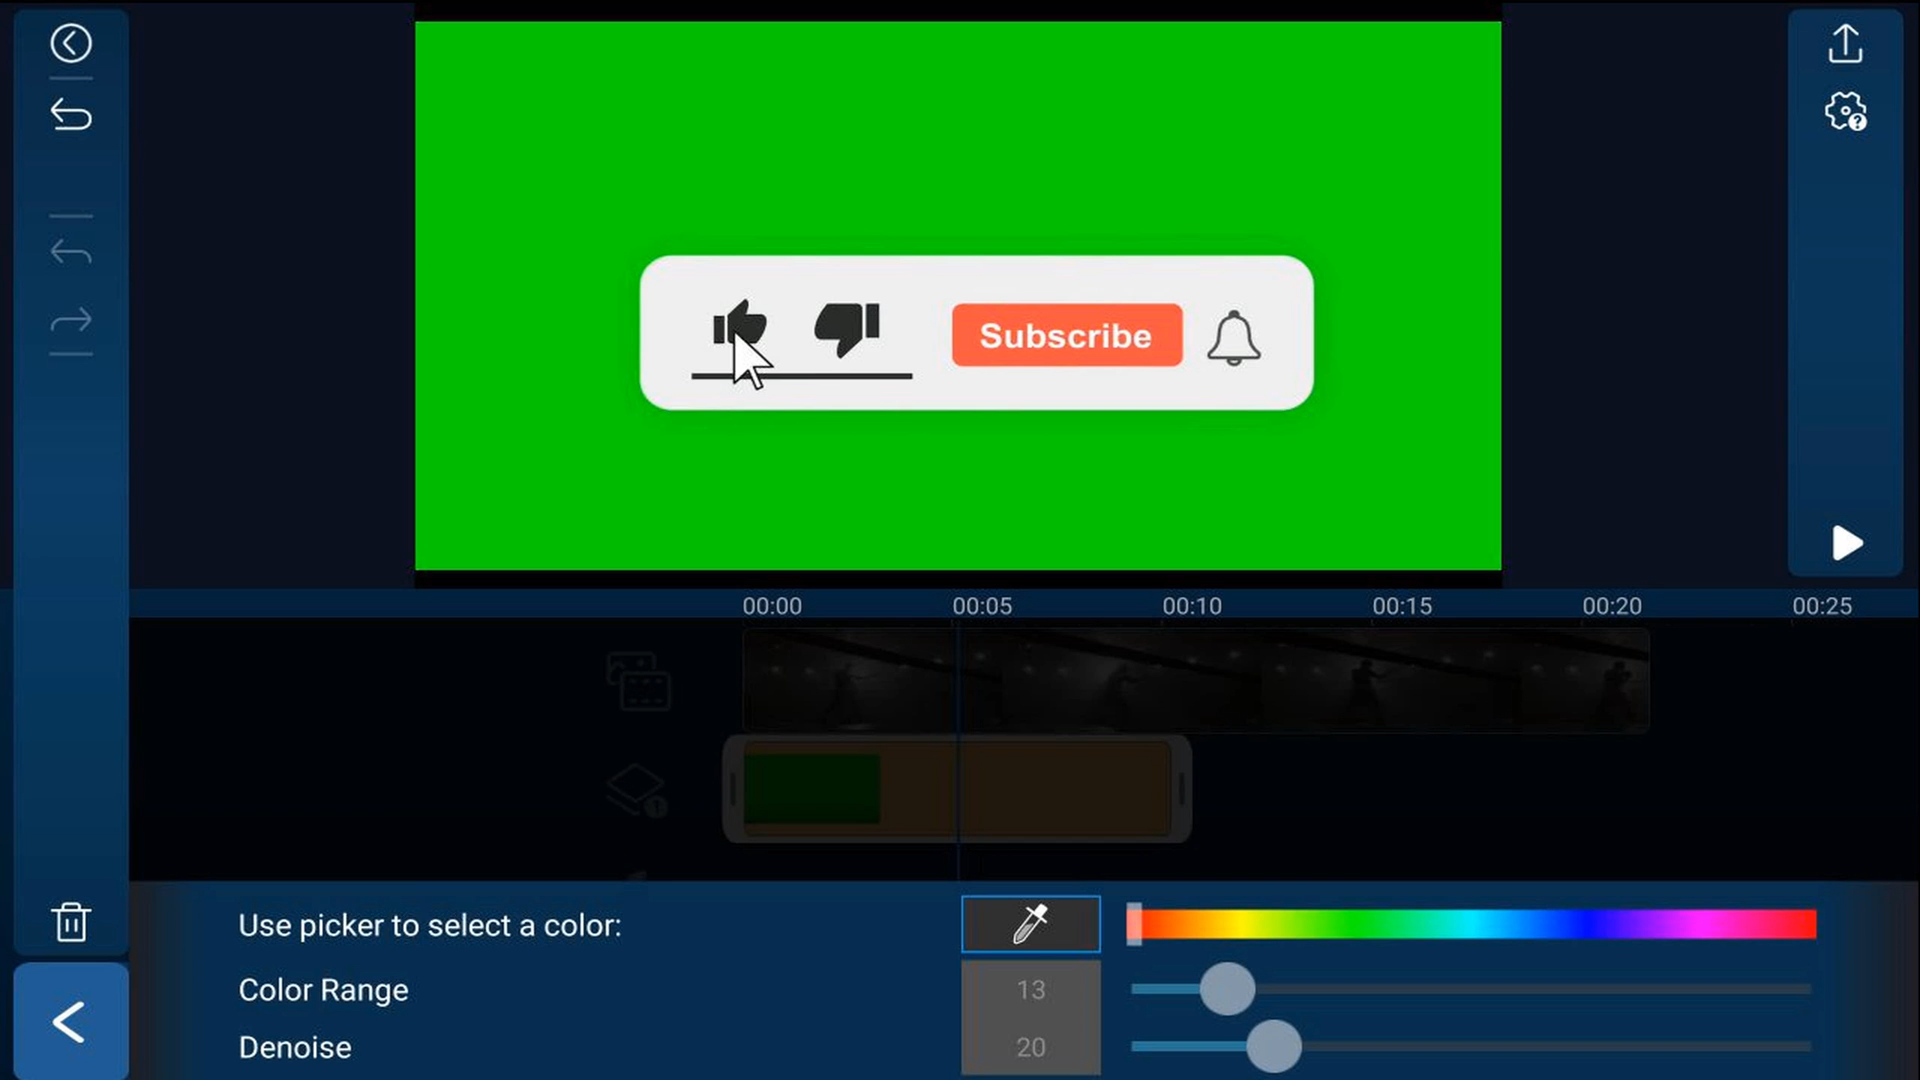 Subscribe
00:00 00:05 00:10 00:15 00:20 00:25
Use picker to select a color:
Color Range 13
Denoise 20